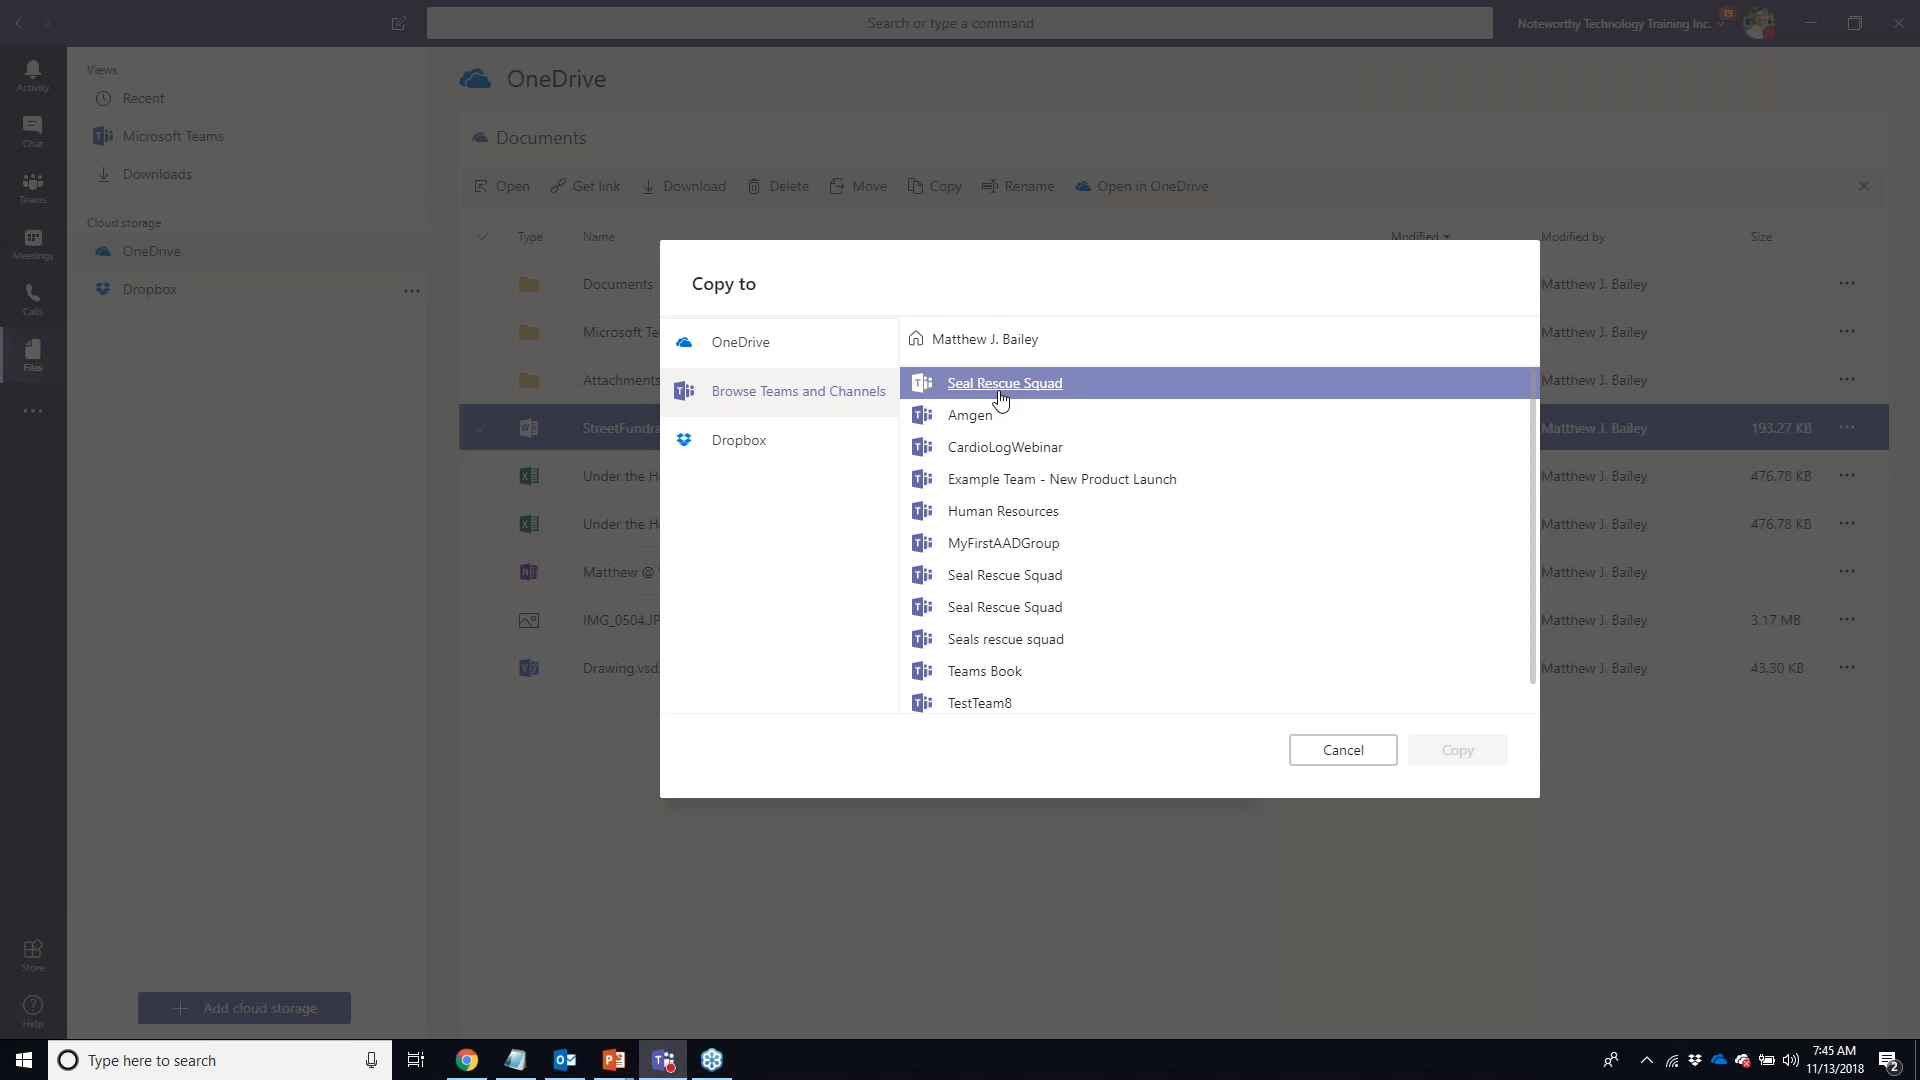 Search or type a command
Noteworthy Technology Training Inc.
19
Activity
Chat
Teams
Meetings
Calls
Files
Store
Help
Views
Recent
Microsoft Teams
Downloads
Cloud storage
OneDrive
Dropbox
Add cloud storage
OneDrive
Documents
Open Get link Download Delete Move Copy Rename Open in OneDrive
Type Name Modified Modified by Size
Documents Matthew J. Bailey
Microsoft Te Matthew J. Bailey
Attachments Matthew J. Bailey
StreetFundra Matthew J. Bailey 193.27 KB
Under the H Matthew J. Bailey 476.78 KB
Under the H Matthew J. Bailey 476.78 KB
Matthew @ Matthew J. Bailey
IMG_0504.JP Matthew J. Bailey 3.17 MB
Drawing.vsd Matthew J. Bailey 43.30 KB
Copy to
OneDrive
Browse Teams and Channels
Dropbox
Matthew J. Bailey
Seal Rescue Squad
Amgen
CardioLogWebinar
Example Team - New Product Launch
Human Resources
MyFirstAADGroup
Seal Rescue Squad
Seal Rescue Squad
Seals rescue squad
Teams Book
TestTeam8
Cancel Copy
Type here to search
7:45 AM
11/13/2018
2